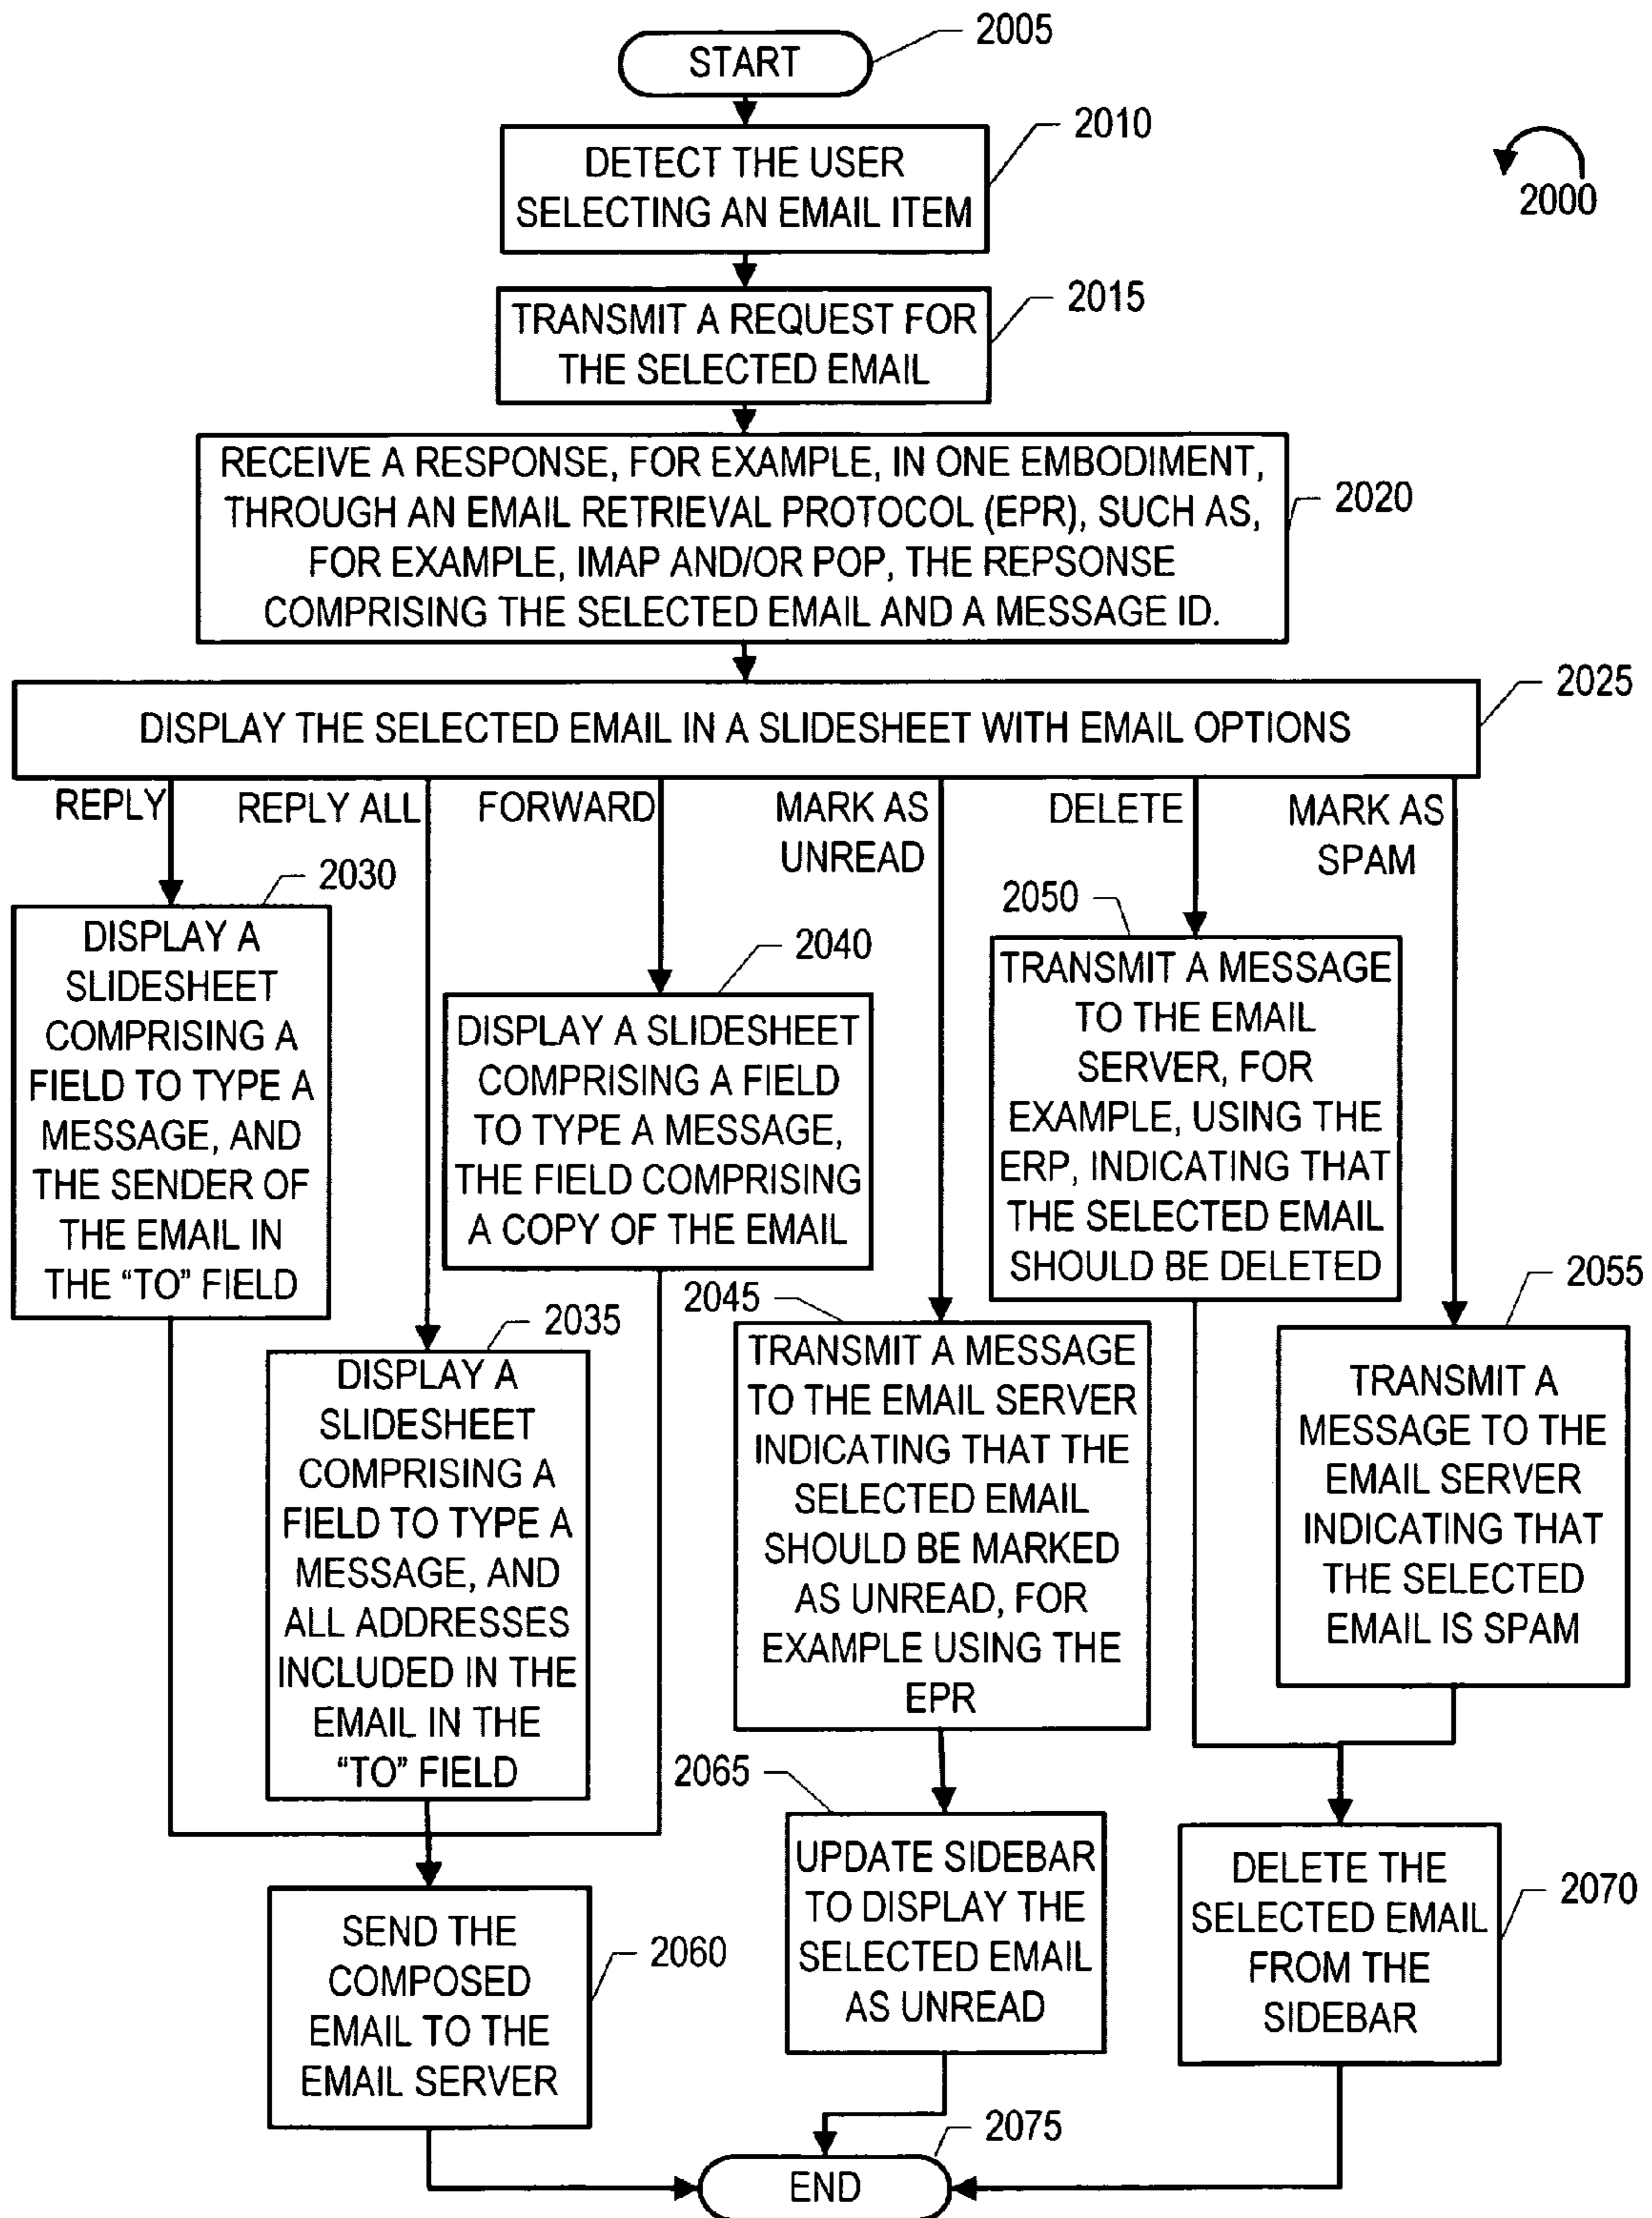 START
2005
DETECT THE USER
SELECTING AN EMAIL ITEM
2010
2000
TRANSMIT A REQUEST FOR
THE SELECTED EMAIL
2015
RECEIVE A RESPONSE, FOR EXAMPLE, IN ONE EMBODIMENT,
THROUGH AN EMAIL RETRIEVAL PROTOCOL (EPR), SUCH AS,
FOR EXAMPLE, IMAP AND/OR POP, THE REPSONSE
COMPRISING THE SELECTED EMAIL AND A MESSAGE ID.
2020
DISPLAY THE SELECTED EMAIL IN A SLIDESHEET WITH EMAIL OPTIONS
2025
REPLY
REPLY ALL
FORWARD
MARK AS
UNREAD
DELETE
MARK AS
SPAM
2030
DISPLAY A
SLIDESHEET
COMPRISING A
FIELD TO TYPE A
MESSAGE, AND
THE SENDER OF
THE EMAIL IN
THE “TO” FIELD
2040
DISPLAY A SLIDESHEET
COMPRISING A FIELD
TO TYPE A MESSAGE,
THE FIELD COMPRISING
A COPY OF THE EMAIL
2050
TRANSMIT A MESSAGE
TO THE EMAIL
SERVER, FOR
EXAMPLE, USING THE
ERP, INDICATING THAT
THE SELECTED EMAIL
SHOULD BE DELETED
2035
DISPLAY A
SLIDESHEET
COMPRISING A
FIELD TO TYPE A
MESSAGE, AND
ALL ADDRESSES
INCLUDED IN THE
EMAIL IN THE
“TO” FIELD
2045
TRANSMIT A MESSAGE
TO THE EMAIL SERVER
INDICATING THAT THE
SELECTED EMAIL
SHOULD BE MARKED
AS UNREAD, FOR
EXAMPLE USING THE
EPR
2055
TRANSMIT A
MESSAGE TO THE
EMAIL SERVER
INDICATING THAT
THE SELECTED
EMAIL IS SPAM
SEND THE
COMPOSED
EMAIL TO THE
EMAIL SERVER
2060
2065
UPDATE SIDEBAR
TO DISPLAY THE
SELECTED EMAIL
AS UNREAD
DELETE THE
SELECTED EMAIL
FROM THE
SIDEBAR
2070
2075
END